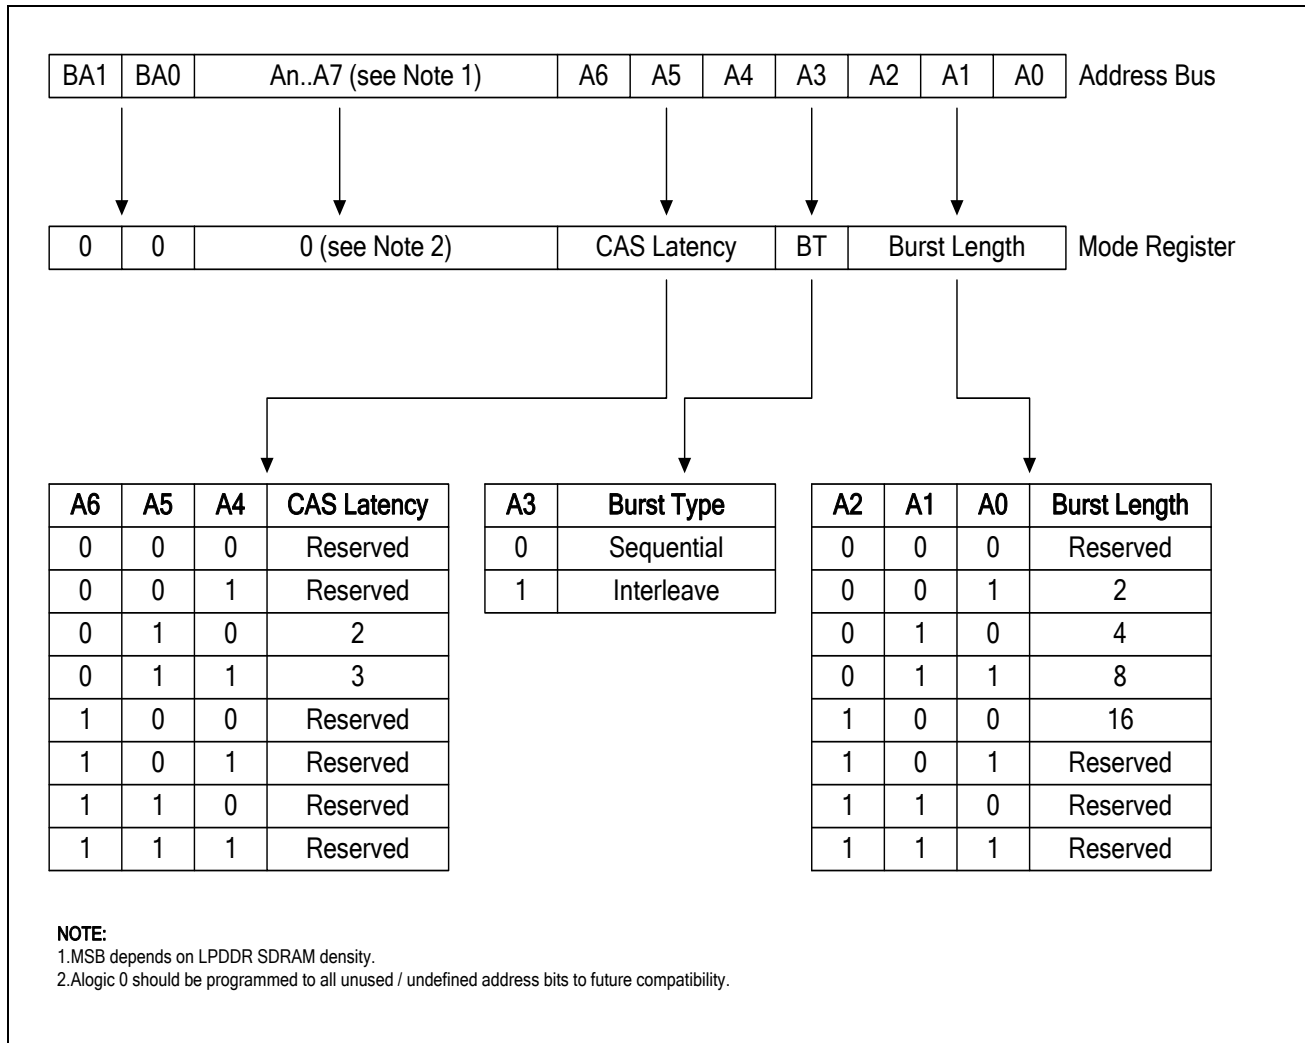 BA1 BA0 An..A7 (see Note 1) A6 A5 A4 A3 A2 A1 A0 Address Bus
0 0 0 (see Note 2) CAS Latency BT Burst Length Mode Register
A6 A5 A4 CAS Latency
0 0 0 Reserved
0 0 1 Reserved
0 1 0 2
0 1 1 3
1 0 0 Reserved
1 0 1 Reserved
1 1 0 Reserved
1 1 1 Reserved
A3 Burst Type
0 Sequential
1 Interleave
A2 A1 A0 Burst Length
0 0 0 Reserved
0 0 1 2
0 1 0 4
0 1 1 8
1 0 0 16
1 0 1 Reserved
1 1 0 Reserved
1 1 1 Reserved
NOTE:
1.MSB depends on LPDDR SDRAM density.
2.Alogic 0 should be programmed to all unused / undefined address bits to future compatibility.